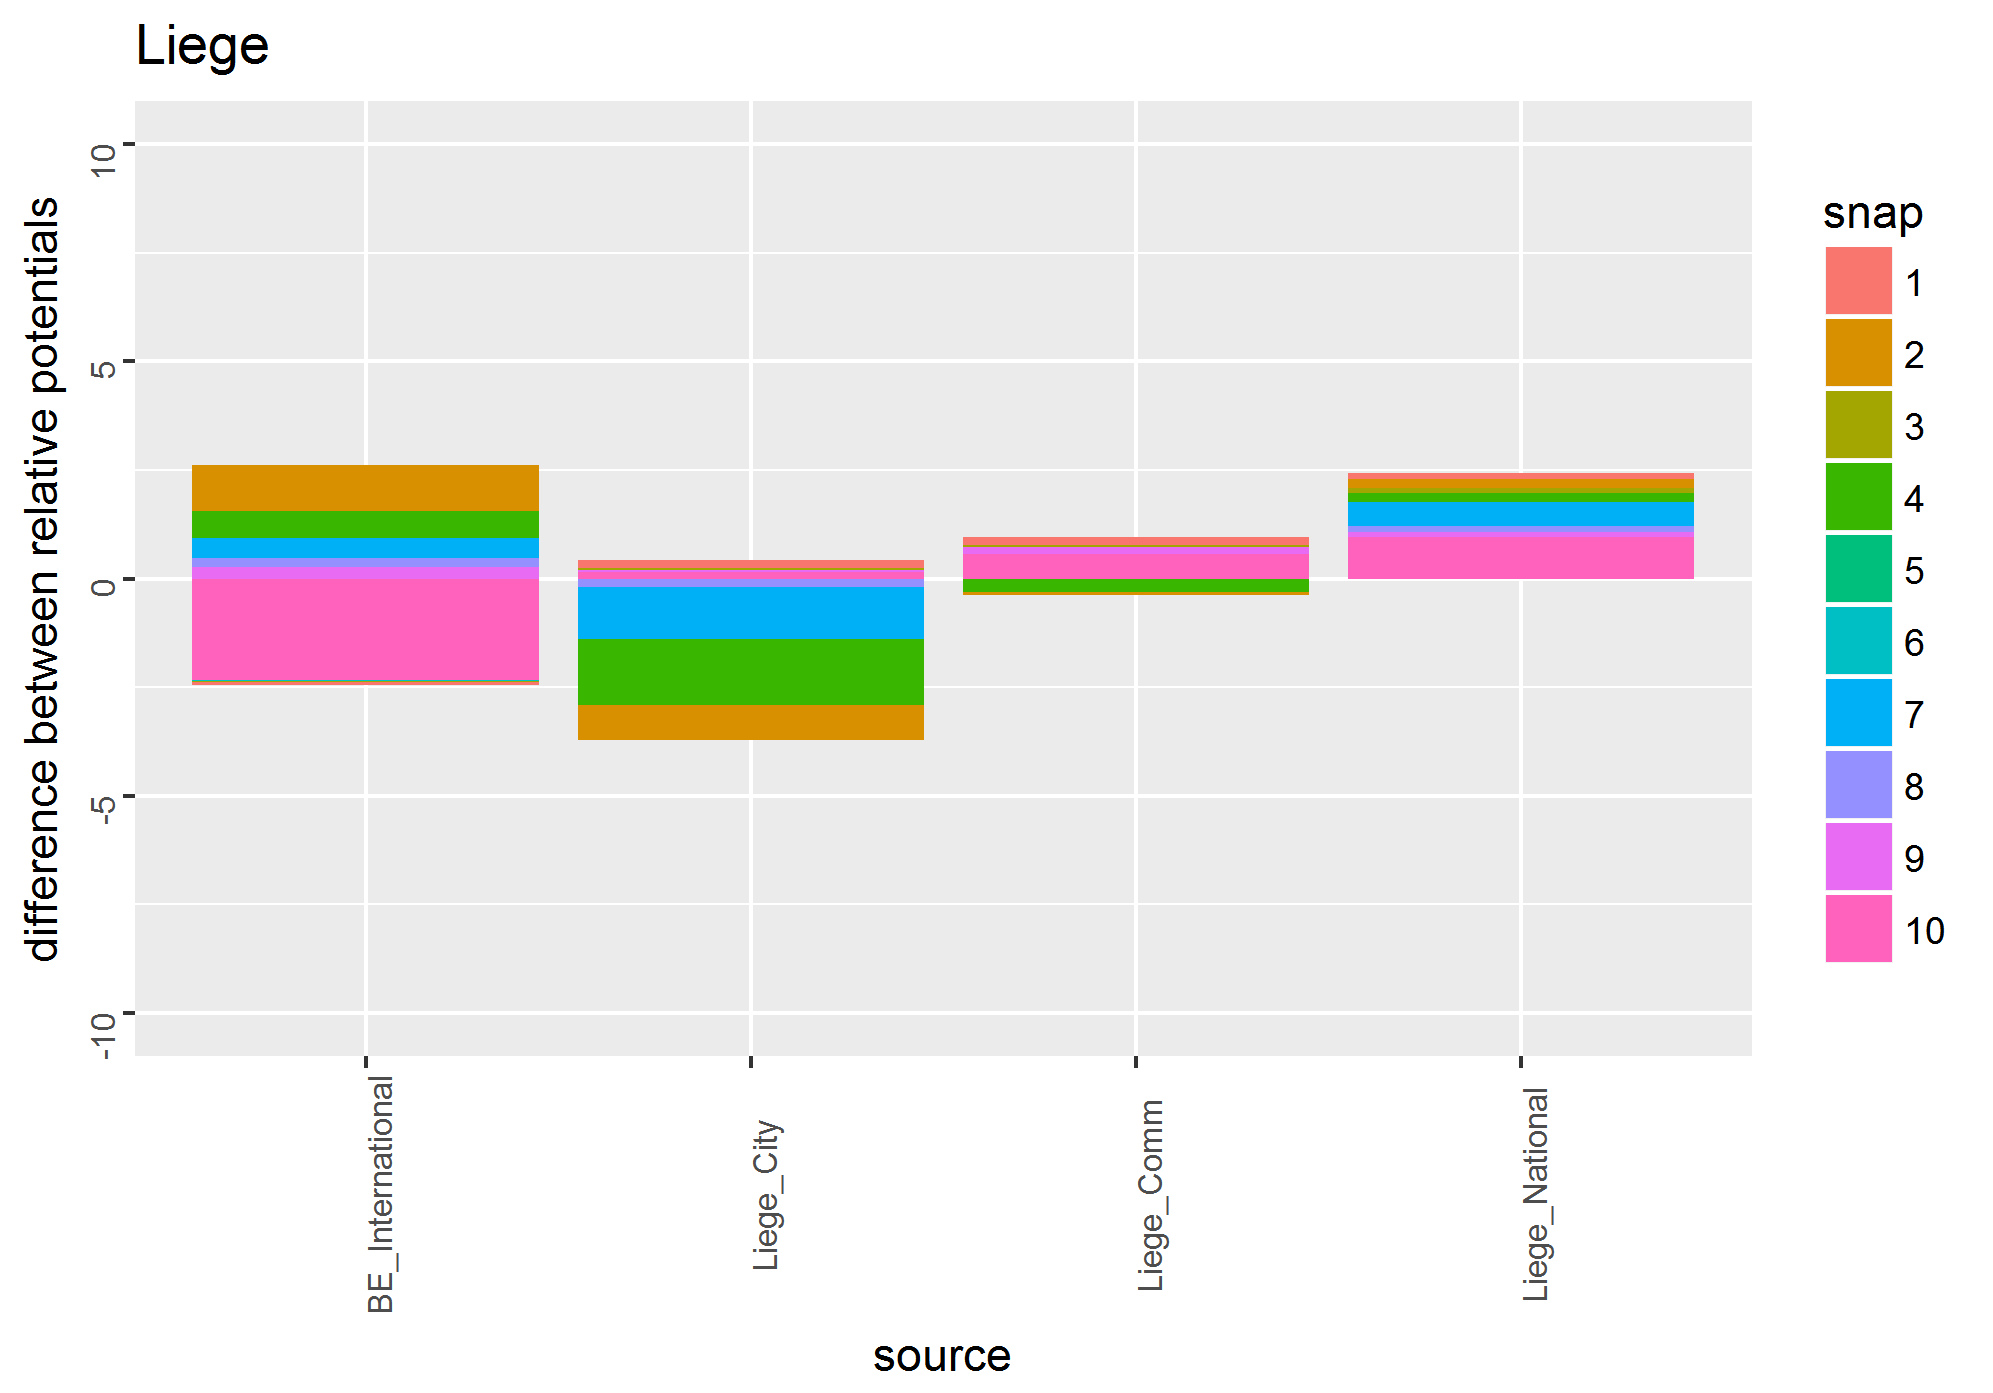 Liege
difference between relative potentials
10
5
0
-5
-10
BE_International
Liege_City
Liege_Comm
Liege_National
source
snap
1
2
3
4
5
6
7
8
9
10